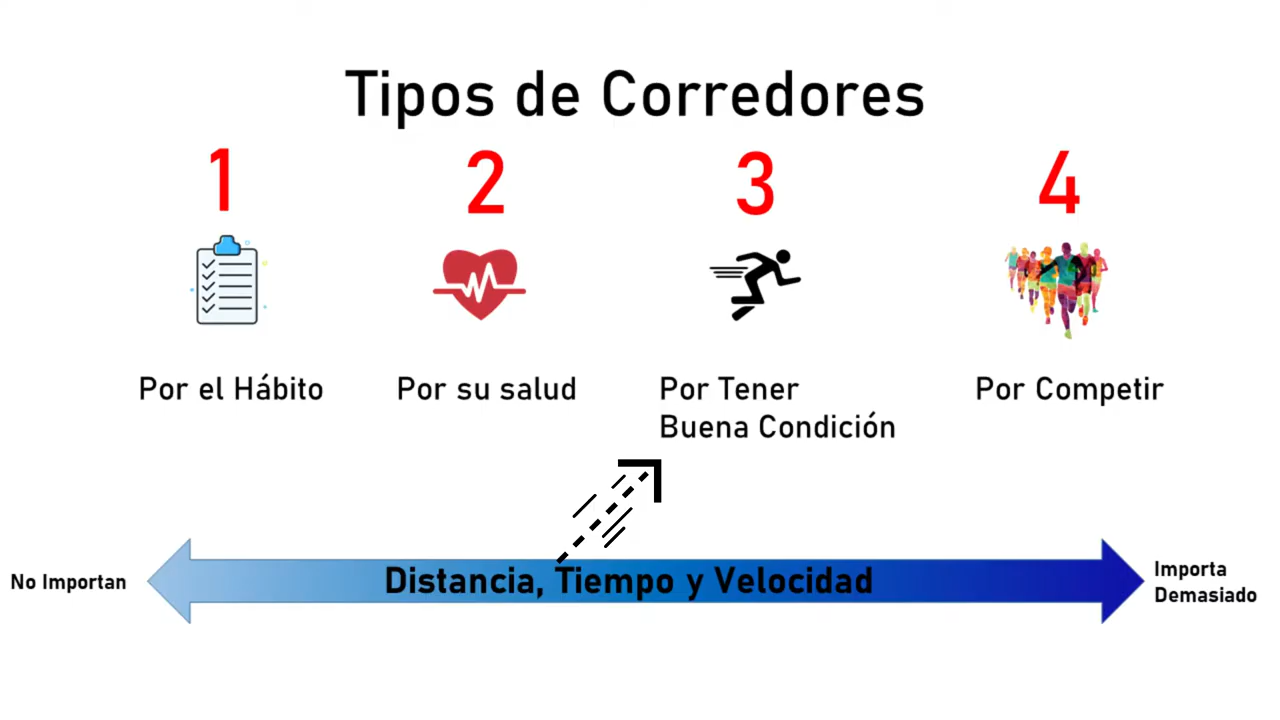 Tipos de Corredores
1
2
3
4
Por el Hábito
Por su salud
Por Tener
Buena Condición
Por Competir
No Importan
Distancia, Tiempo y Velocidad
Importa
Demasiado